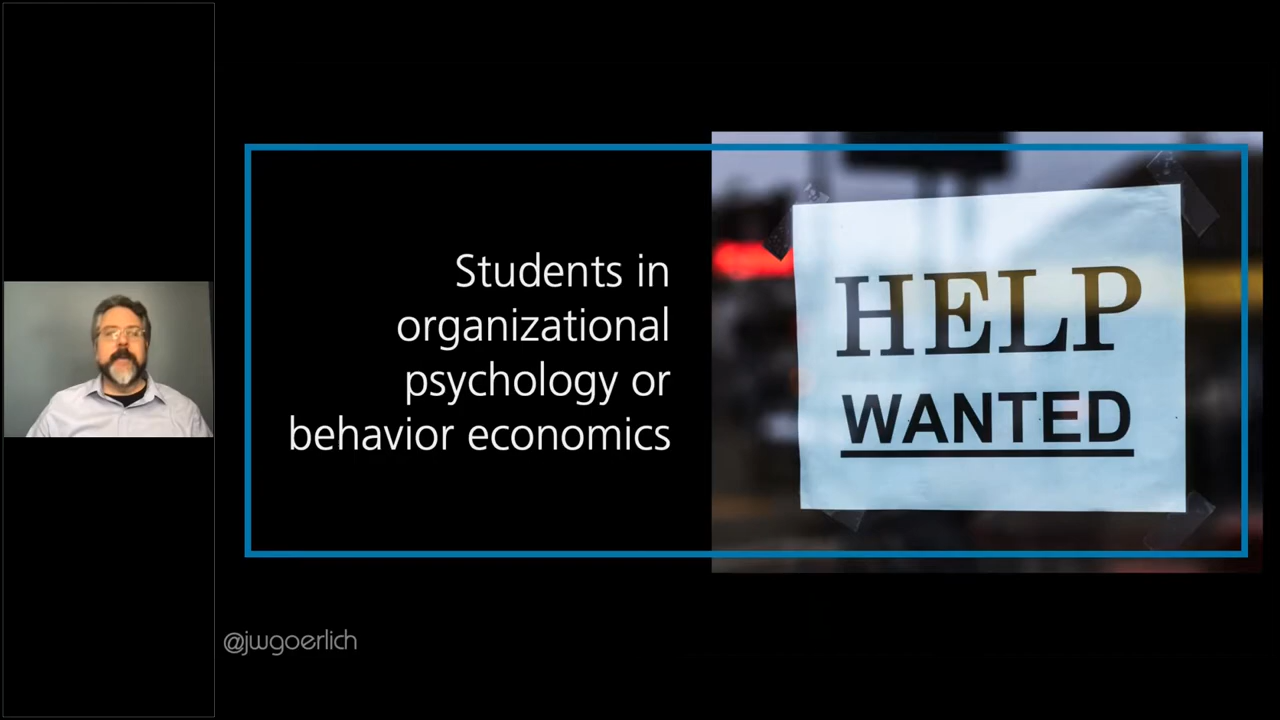 Students in
organizational
psychology or
behavior economics
HELP
WANTED
@jwgoerlich